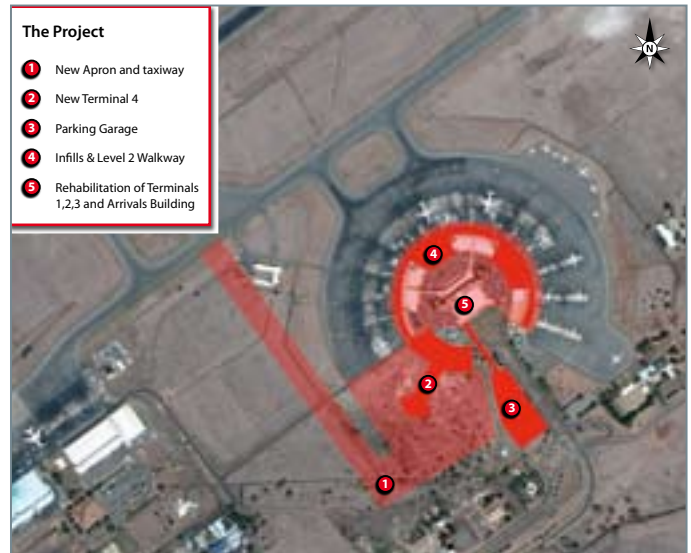 The Project
1 New Apron and taxiway
2 New Terminal 4
3 Parking Garage
4 Infills & Level 2 Walkway
5 Rehabilitation of Terminals
1,2,3 and Arrivals Building
N
4
5
2
3
1